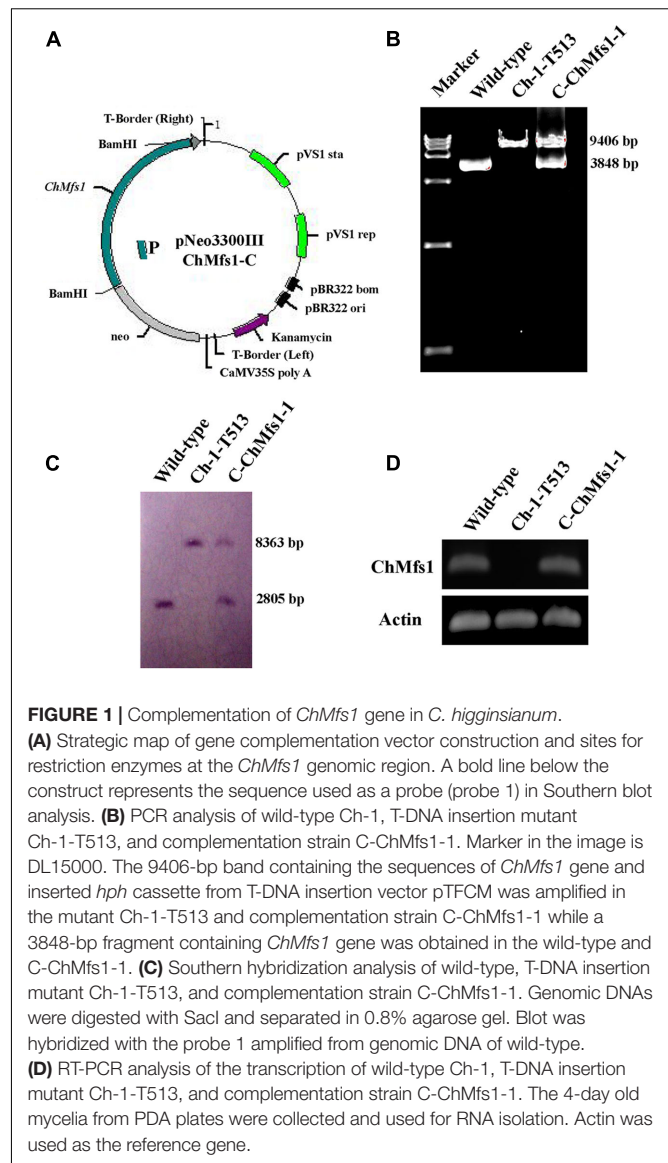 A
T-Border (Right)
1
BamHI
pVS1 sta
ChMfs1
P
pNeo3300III
ChMfs1-C
pVS1 rep
BamHI
pBR322 bom
pBR322 ori
neo
Kanamycin
T-Border (Left)
CaMV35S poly A
B
Marker
Wild-type
Ch-1-T513
C-ChMfs1-1
9406 bp
3848 bp
C
Wild-type
Ch-1-T513
C-ChMfs1-1
8363 bp
2805 bp
D
Wild-type
Ch-1-T513
C-ChMfs1-1
ChMfs1
Actin
FIGURE 1 | Complementation of ChMfs1 gene in C. higginsianum.
(A) Strategic map of gene complementation vector construction and sites for
restriction enzymes at the ChMfs1 genomic region. A bold line below the
construct represents the sequence used as a probe (probe 1) in Southern blot
analysis. (B) PCR analysis of wild-type Ch-1, T-DNA insertion mutant
Ch-1-T513, and complementation strain C-ChMfs1-1. Marker in the image is
DL15000. The 9406-bp band containing the sequences of ChMfs1 gene and
inserted hph cassette from T-DNA insertion vector pTFCM was amplified in
the mutant Ch-1-T513 and complementation strain C-ChMfs1-1 while a
3848-bp fragment containing ChMfs1 gene was obtained in the wild-type and
C-ChMfs1-1. (C) Southern hybridization analysis of wild-type, T-DNA insertion
mutant Ch-1-T513, and complementation strain C-ChMfs1-1. Genomic DNAs
were digested with SacI and separated in 0.8% agarose gel. Blot was
hybridized with the probe 1 amplified from genomic DNA of wild-type.
(D) RT-PCR analysis of the transcription of wild-type Ch-1, T-DNA insertion
mutant Ch-1-T513, and complementation strain C-ChMfs1-1. The 4-day old
mycelia from PDA plates were collected and used for RNA isolation. Actin was
used as the reference gene.